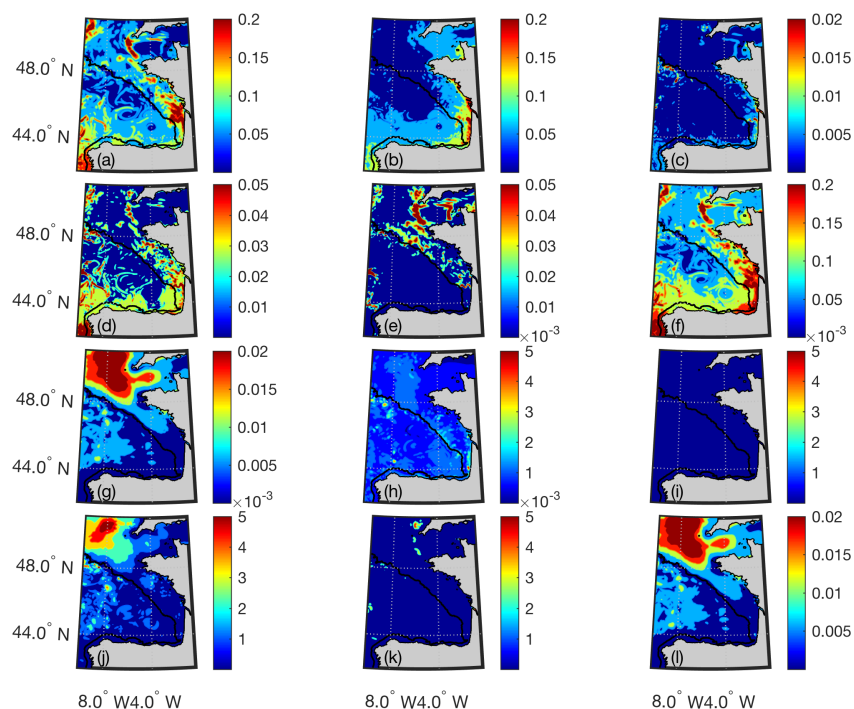 0.2 0.2 0.02
0.15 0.15 0.015
48.0° N
0.1 0.1 0.01
44.0° N
0.05 0.05 0.005
(a) (b) (c)
0.05 0.05 0.2
0.04 0.04 0.15
48.0° N
0.03 0.03
0.1
0.02 0.02
44.0° N
0.01 0.01 0.05
(d) (e) (f)
×10⁻³ ×10⁻³
0.02 5 5
0.015 4 4
48.0° N
0.01 3 3
2 2
44.0° N
0.005 1 1
(g) (h) (i)
×10⁻³ ×10⁻³
5 5 0.02
4 4 0.015
48.0° N
3 3 0.01
2 2
44.0° N
1 1 0.005
(j) (k) (l)
8.0° W4.0° W 8.0° W4.0° W 8.0° W4.0° W